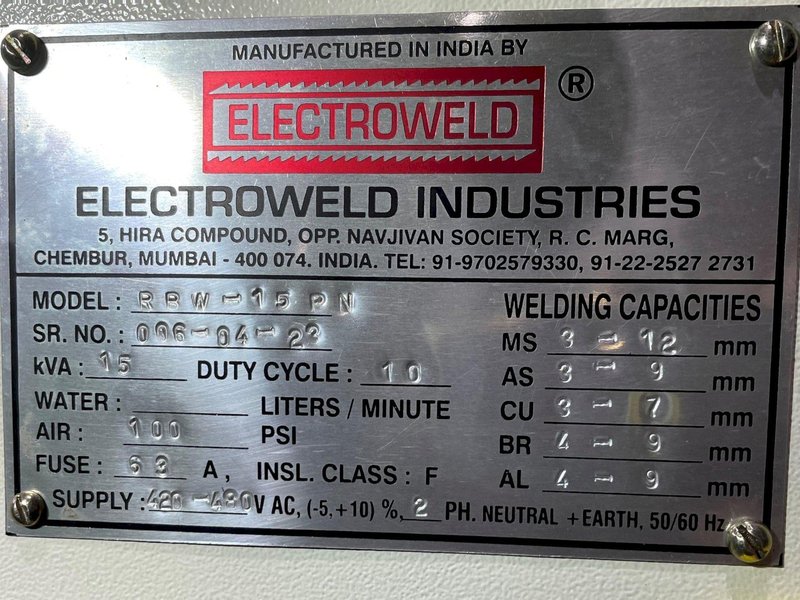 MANUFACTURED IN INDIA BY
ELECTROWELD ®
ELECTROWELD INDUSTRIES
5, HIRA COMPOUND, OPP. NAVJIVAN SOCIETY, R. C. MARG,
CHEMBUR, MUMBAI - 400 074. INDIA. TEL: 91-9702579330, 91-22-2527 2731
MODEL : RBW-15PN
SR. NO. : 006-04-23
kVA : 15 DUTY CYCLE : 10
WATER : LITERS / MINUTE
AIR : 100 PSI
FUSE : 63 A, INSL. CLASS : F
WELDING CAPACITIES
MS 3 - 12 mm
AS 3 - 9 mm
CU 3 - 7 mm
BR 4 - 9 mm
AL 4 - 9 mm
SUPPLY : 420-480V AC, (-5,+10) %, 2 PH. NEUTRAL + EARTH, 50/60 Hz